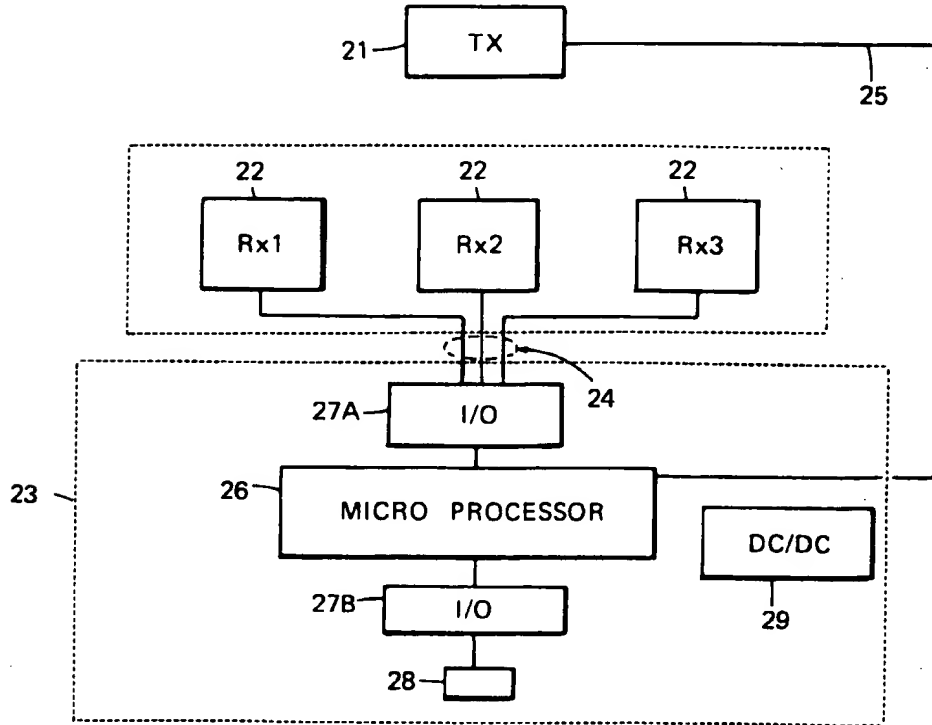 21
TX
25
22
22
22
Rx1
Rx2
Rx3
24
27A
I/O
23
26
MICRO PROCESSOR
DC/DC
27B
I/O
29
28